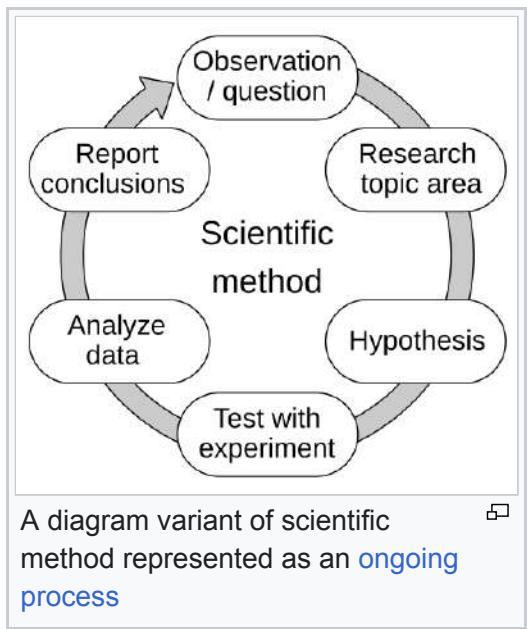 Observation
/ question
Research
topic area
Hypothesis
Test with
experiment
Analyze
data
Report
conclusions
Scientific
method
A diagram variant of scientific
method represented as an ongoing
process